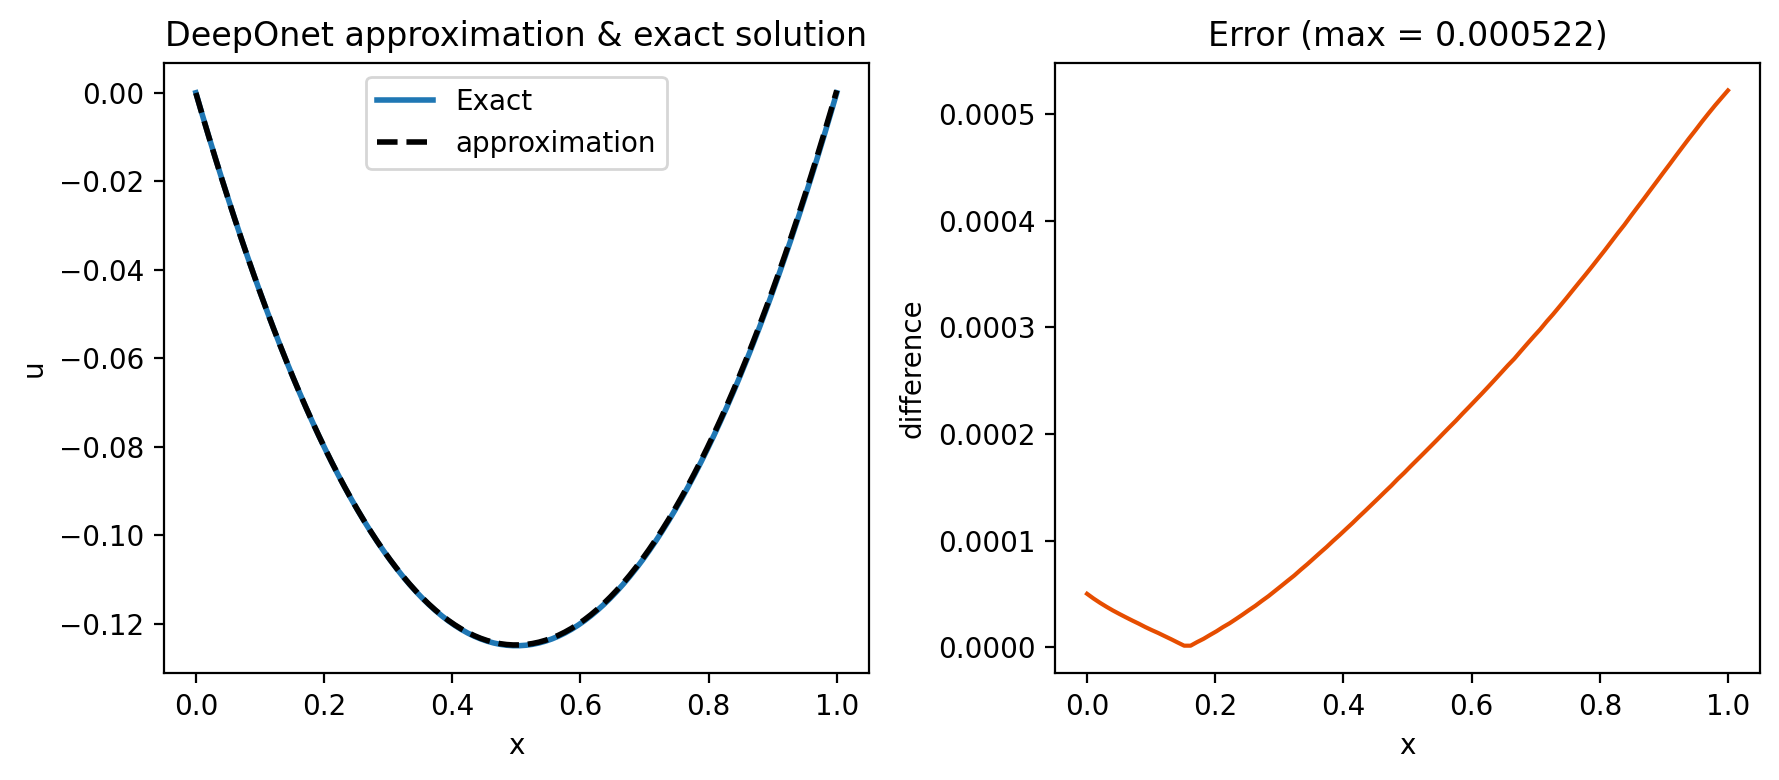 DeepOnet approximation & exact solution
Exact
approximation
0.00
−0.02
−0.04
−0.06
−0.08
−0.10
−0.12
u
0.0 0.2 0.4 0.6 0.8 1.0
x
Error (max = 0.000522)
0.0005
0.0004
0.0003
0.0002
0.0001
0.0000
difference
0.0 0.2 0.4 0.6 0.8 1.0
x